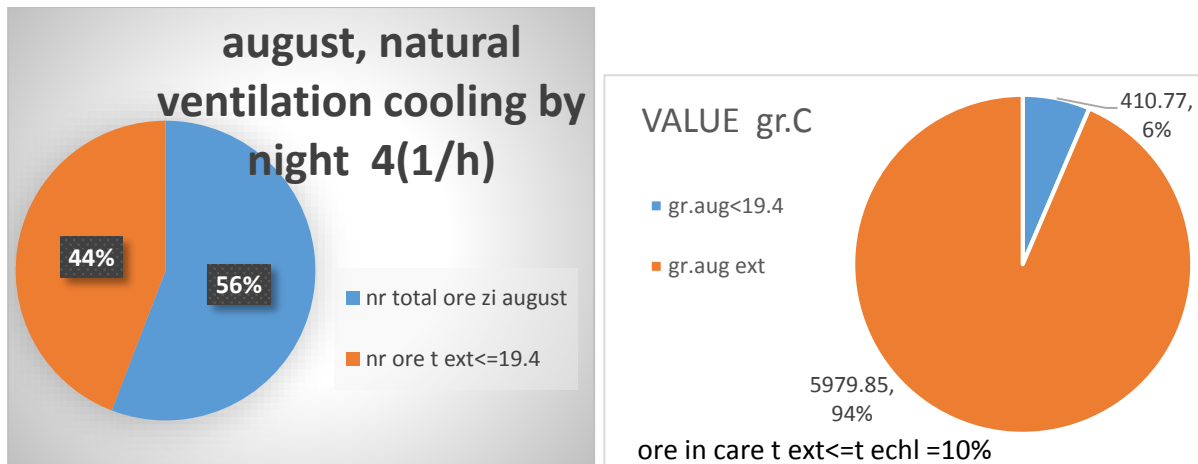 august, natural
ventilation cooling by
night 4(1/h)
44%
56%
nr total ore zi august
nr ore t ext<=19.4
VALUE gr.C
410.77,
6%
gr.aug<19.4
gr.aug ext
5979.85,
94%
ore in care t ext<=t echl =10%